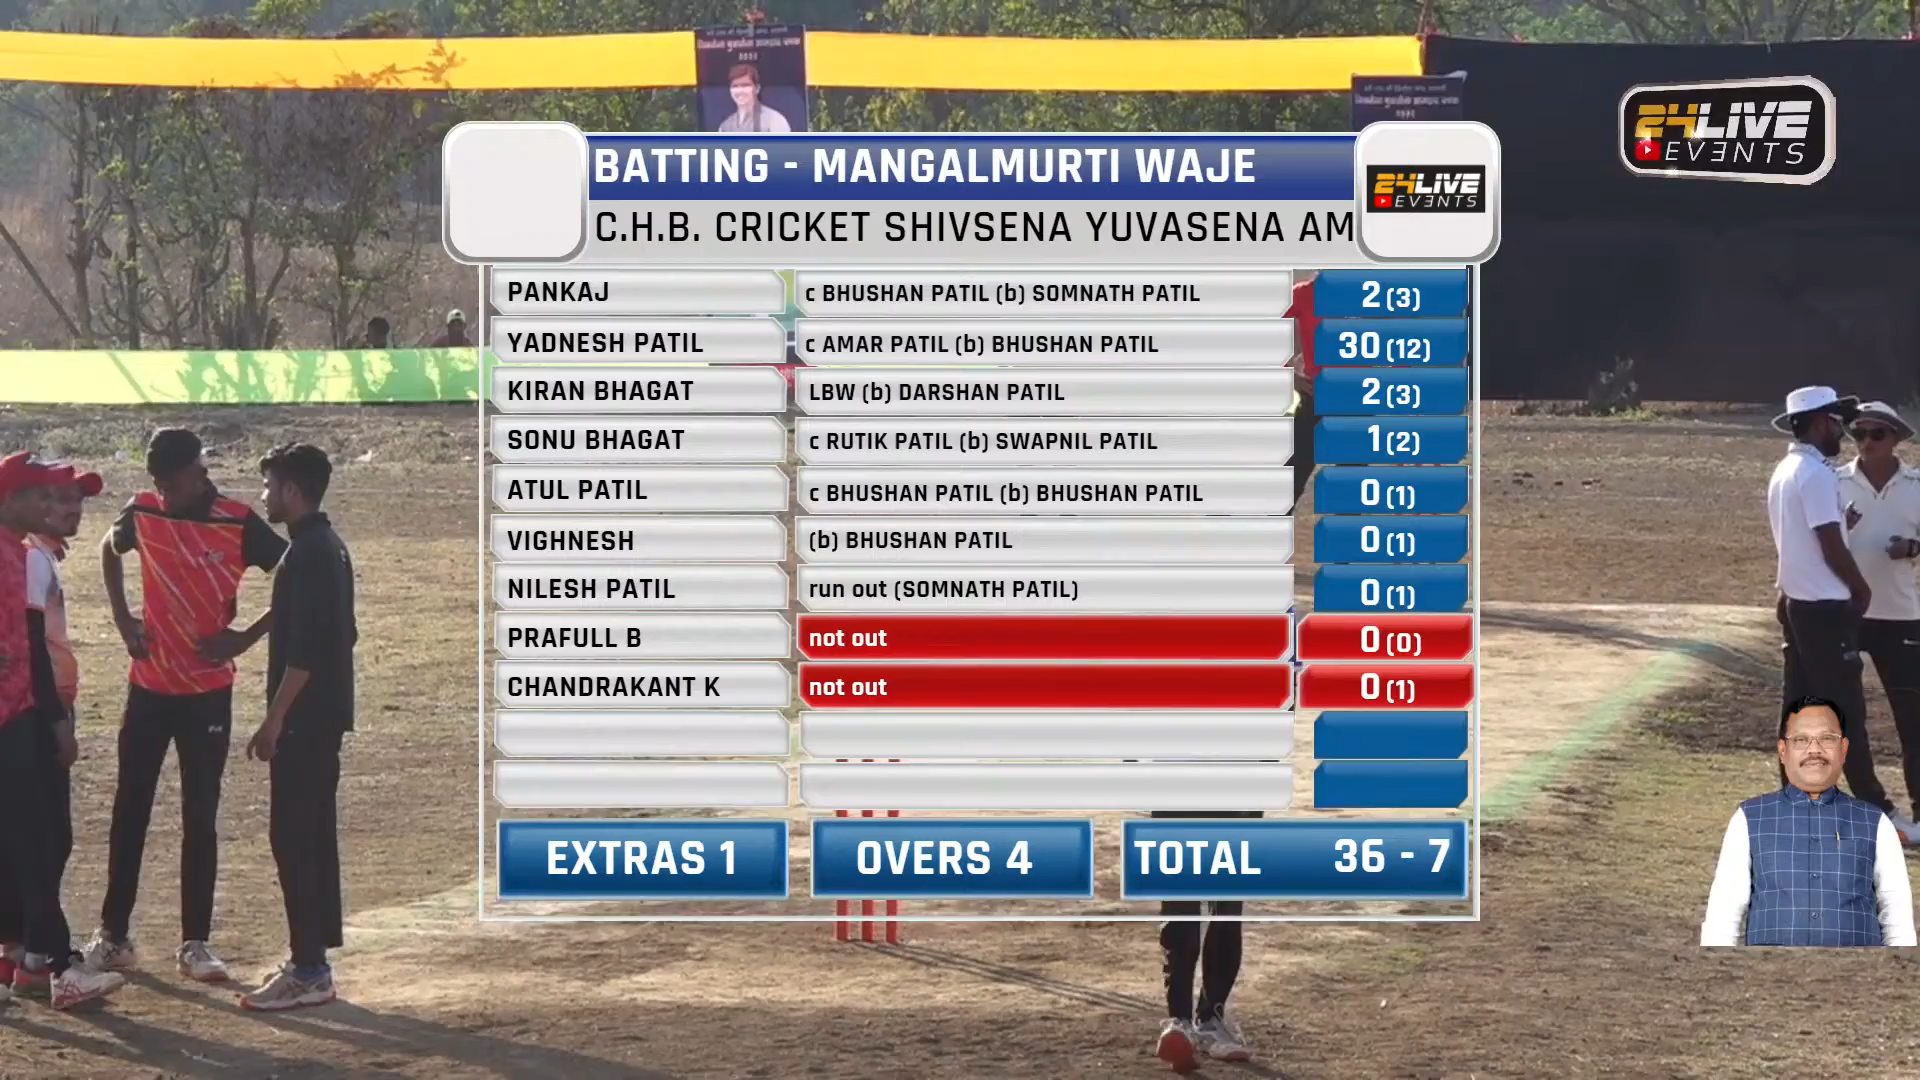 24LIVE
EVENTS
BATTING - MANGALMURTI WAJE
C.H.B. CRICKET SHIVSENA YUVASENA AM
24LIVE
EVENTS
PANKAJ c BHUSHAN PATIL (b) SOMNATH PATIL 2 (3)
YADNESH PATIL c AMAR PATIL (b) BHUSHAN PATIL 30 (12)
KIRAN BHAGAT LBW (b) DARSHAN PATIL 2 (3)
SONU BHAGAT c RUTIK PATIL (b) SWAPNIL PATIL 1 (2)
ATUL PATIL c BHUSHAN PATIL (b) BHUSHAN PATIL 0 (1)
VIGHNESH (b) BHUSHAN PATIL 0 (1)
NILESH PATIL run out (SOMNATH PATIL) 0 (1)
PRAFULL B not out 0 (0)
CHANDRAKANT K not out 0 (1)
EXTRAS 1 OVERS 4 TOTAL 36 - 7